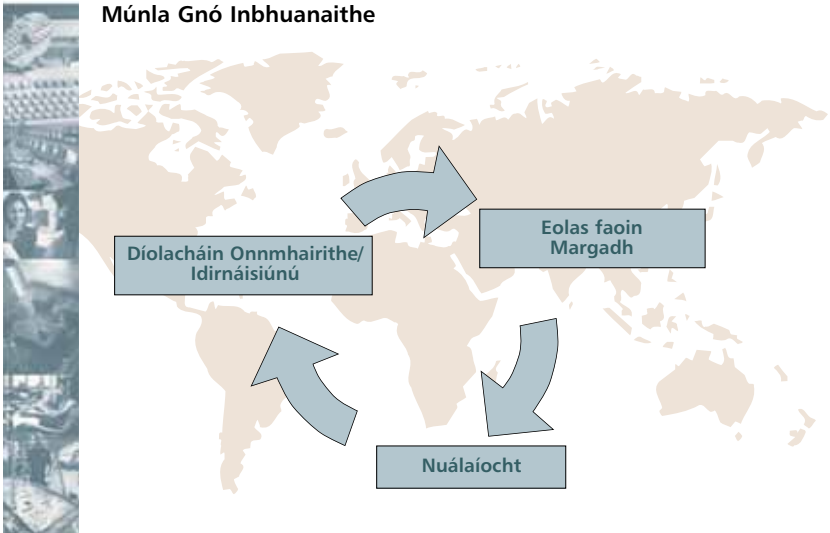 Múnla Gnó Inbhuanaithe
Díolacháin Onnmhairithe/
Idirnáisiúnú
Eolas faoin
Margadh
Nuálaíocht